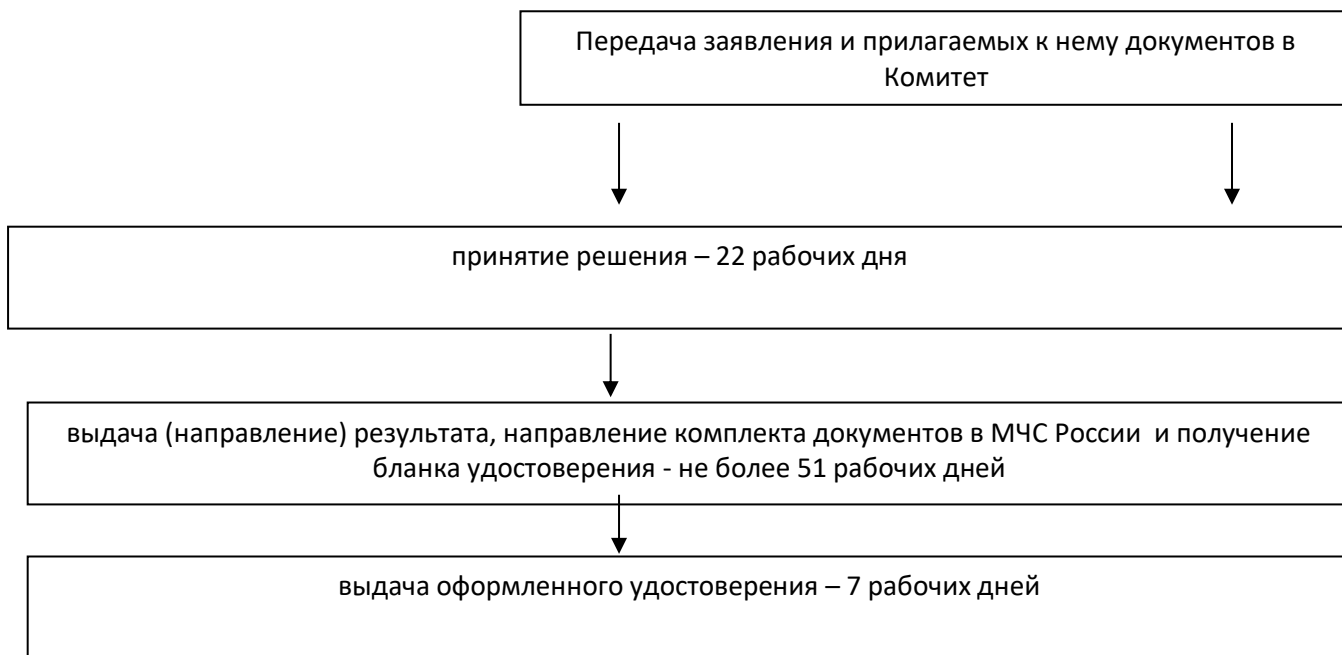 Передача заявления и прилагаемых к нему документов в
Комитет
принятие решения – 22 рабочих дня
выдача (направление) результата, направление комплекта документов в МЧС России и получение
бланка удостоверения - не более 51 рабочих дней
выдача оформленного удостоверения – 7 рабочих дней